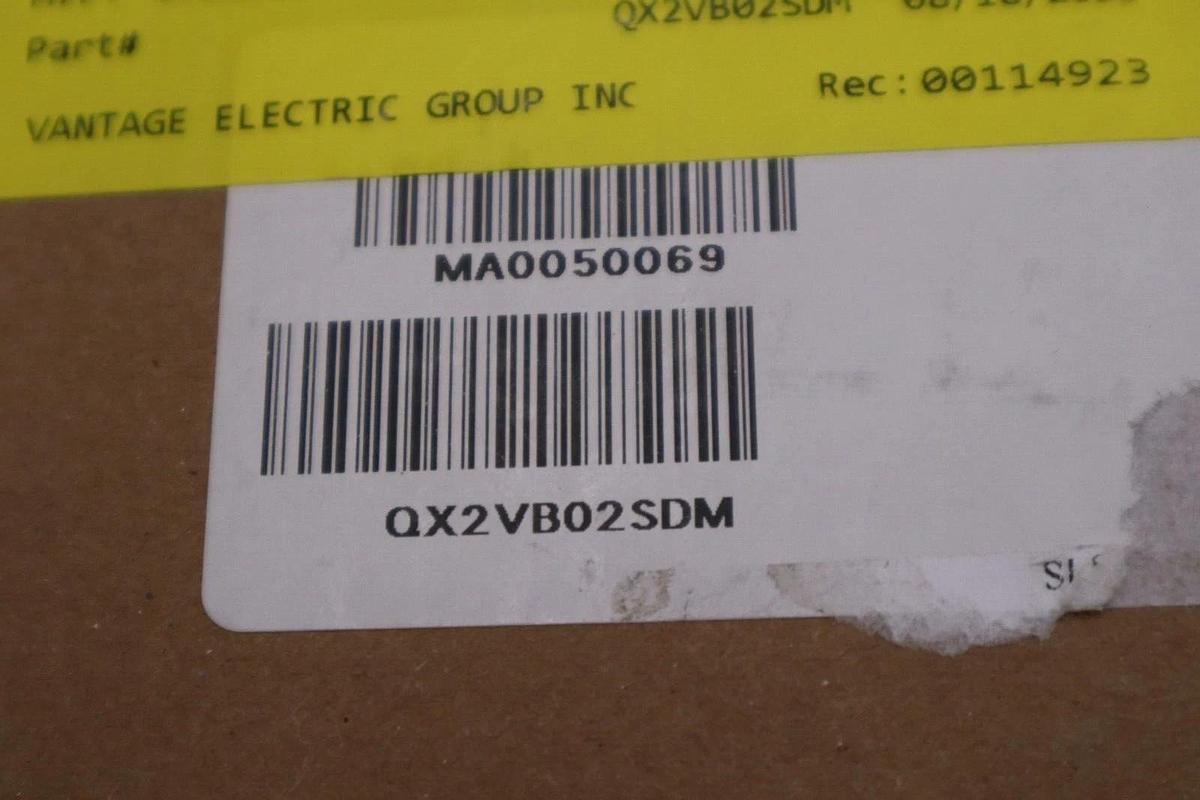 QX2VB02SDM
Part#
VANTAGE ELECTRIC GROUP INC Rec:00114923
MA0050069
QX2VB02SDM